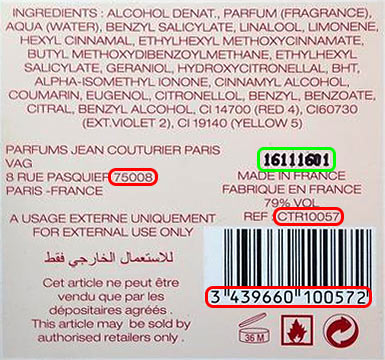 INGREDIENTS : ALCOHOL DENAT., PARFUM (FRAGRANCE),
AQUA (WATER), BENZYL SALICYLATE, LINALOOL, LIMONENE,
HEXYL CINNAMAL, ETHYLHEXYL METHOXYCINNAMATE,
BUTYL METHOXYDIBENZOYLMETHANE, ETHYLHEXYL
SALICYLATE, GERANIOL, HYDROXYCITRONELLAL, BHT,
ALPHA-ISOMETHYL IONONE, CINNAMYL ALCOHOL,
COUMARIN, EUGENOL, CITRONELLOL, BENZYL, BENZOATE,
CITRAL, BENZYL ALCOHOL, CI 14700 (RED 4), CI60730
(EXT.VIOLET 2), CI 19140 (YELLOW 5)
PARFUMS JEAN COUTURIER PARIS
VAG
8 RUE PASQUIER 75008
PARIS -FRANCE
16111601
MADE IN FRANCE
FABRIQUE EN FRANCE
79% VOL
REF : CTR10057
A USAGE EXTERNE UNIQUEMENT
FOR EXTERNAL USE ONLY
للاستعمال الخارجي فقط
Cet article ne peut être
vendu que par les
dépositaires agréés .
This article may be sold by
authorised retailers only .
3 439660 100572
36 M